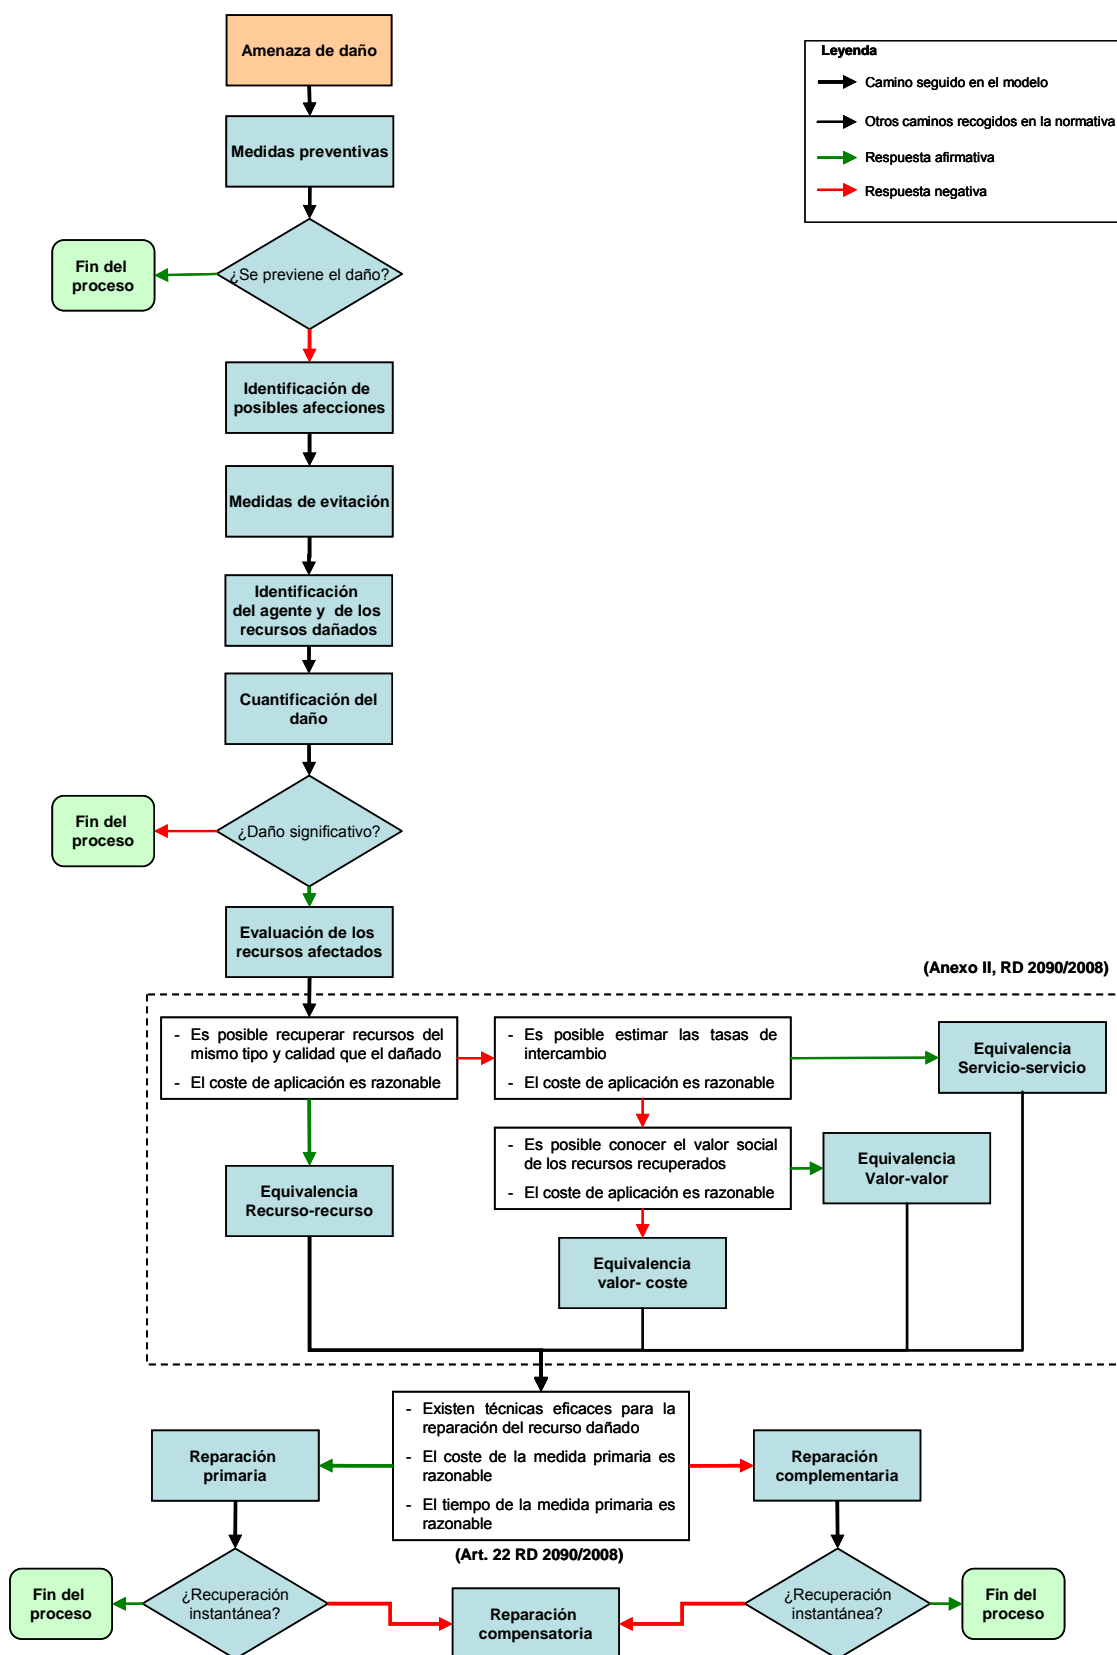 Amenaza de daño
Leyenda
Camino seguido en el modelo
Otros caminos recogidos en la normativa
Respuesta afirmativa
Respuesta negativa
Medidas preventivas
¿Se previene el daño?
Fin del
proceso
Identificación de
posibles afecciones
Medidas de evitación
Identificación
del agente y de los
recursos dañados
Cuantificación del
daño
¿Daño significativo?
Fin del
proceso
Evaluación de los
recursos afectados
(Anexo II, RD 2090/2008)
- Es posible recuperar recursos del
mismo tipo y calidad que el dañado
- El coste de aplicación es razonable
- Es posible estimar las tasas de
intercambio
- El coste de aplicación es razonable
Equivalencia
Servicio-servicio
- Es posible conocer el valor social
de los recursos recuperados
- El coste de aplicación es razonable
Equivalencia
Valor-valor
Equivalencia
Recurso-recurso
Equivalencia
valor- coste
- Existen técnicas eficaces para la
reparación del recurso dañado
- El coste de la medida primaria es
razonable
- El tiempo de la medida primaria es
razonable
(Art. 22 RD 2090/2008)
Reparación
primaria
Reparación
complementaria
Fin del
proceso
¿Recuperación
instantánea?
Reparación
compensatoria
¿Recuperación
instantánea?
Fin del
proceso